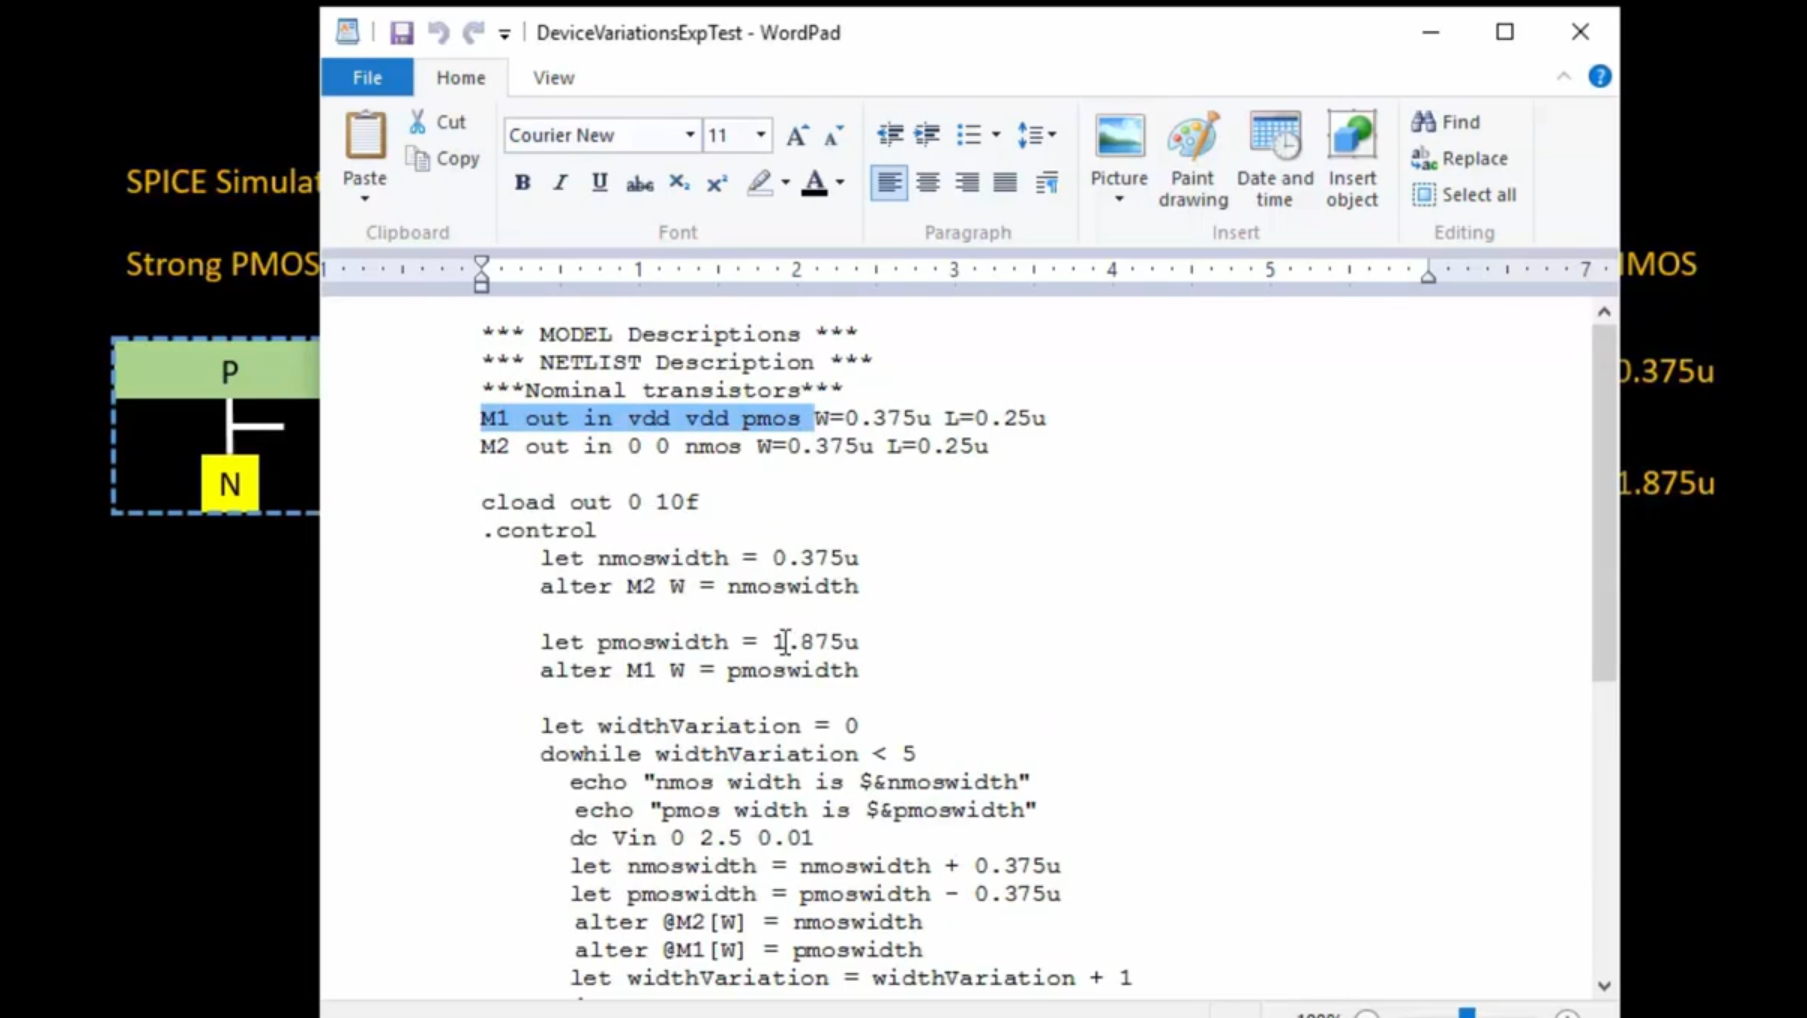 DeviceVariationsExpTest - WordPad
File Home View
Paste
Cut
Copy
Clipboard
Courier New 11
B I U abc X₂ X²
Font
Paragraph
Picture
Paint drawing
Date and time
Insert object
Insert
Find
Replace
Select all
Editing
1 1 2 3 4 5 7
SPICE Simulat
Strong PMOS
MOS
P
N
0.375u
1.875u
*** MODEL Descriptions ***
*** NETLIST Description ***
***Nominal transistors***
M1 out in vdd vdd pmos W=0.375u L=0.25u
M2 out in 0 0 nmos W=0.375u L=0.25u
cload out 0 10f
.control
let nmoswidth = 0.375u
alter M2 W = nmoswidth
let pmoswidth = 1.875u
alter M1 W = pmoswidth
let widthVariation = 0
dowhile widthVariation < 5
echo "nmos width is $&nmoswidth"
echo "pmos width is $&pmoswidth"
dc Vin 0 2.5 0.01
let nmoswidth = nmoswidth + 0.375u
let pmoswidth = pmoswidth - 0.375u
alter @M2[W] = nmoswidth
alter @M1[W] = pmoswidth
let widthVariation = widthVariation + 1